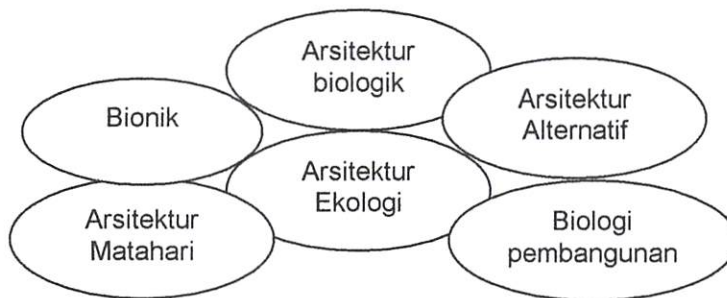 Arsitektur
biologik
Bionik
Arsitektur
Alternatif
Arsitektur
Ekologi
Arsitektur
Matahari
Biologi
pembangunan